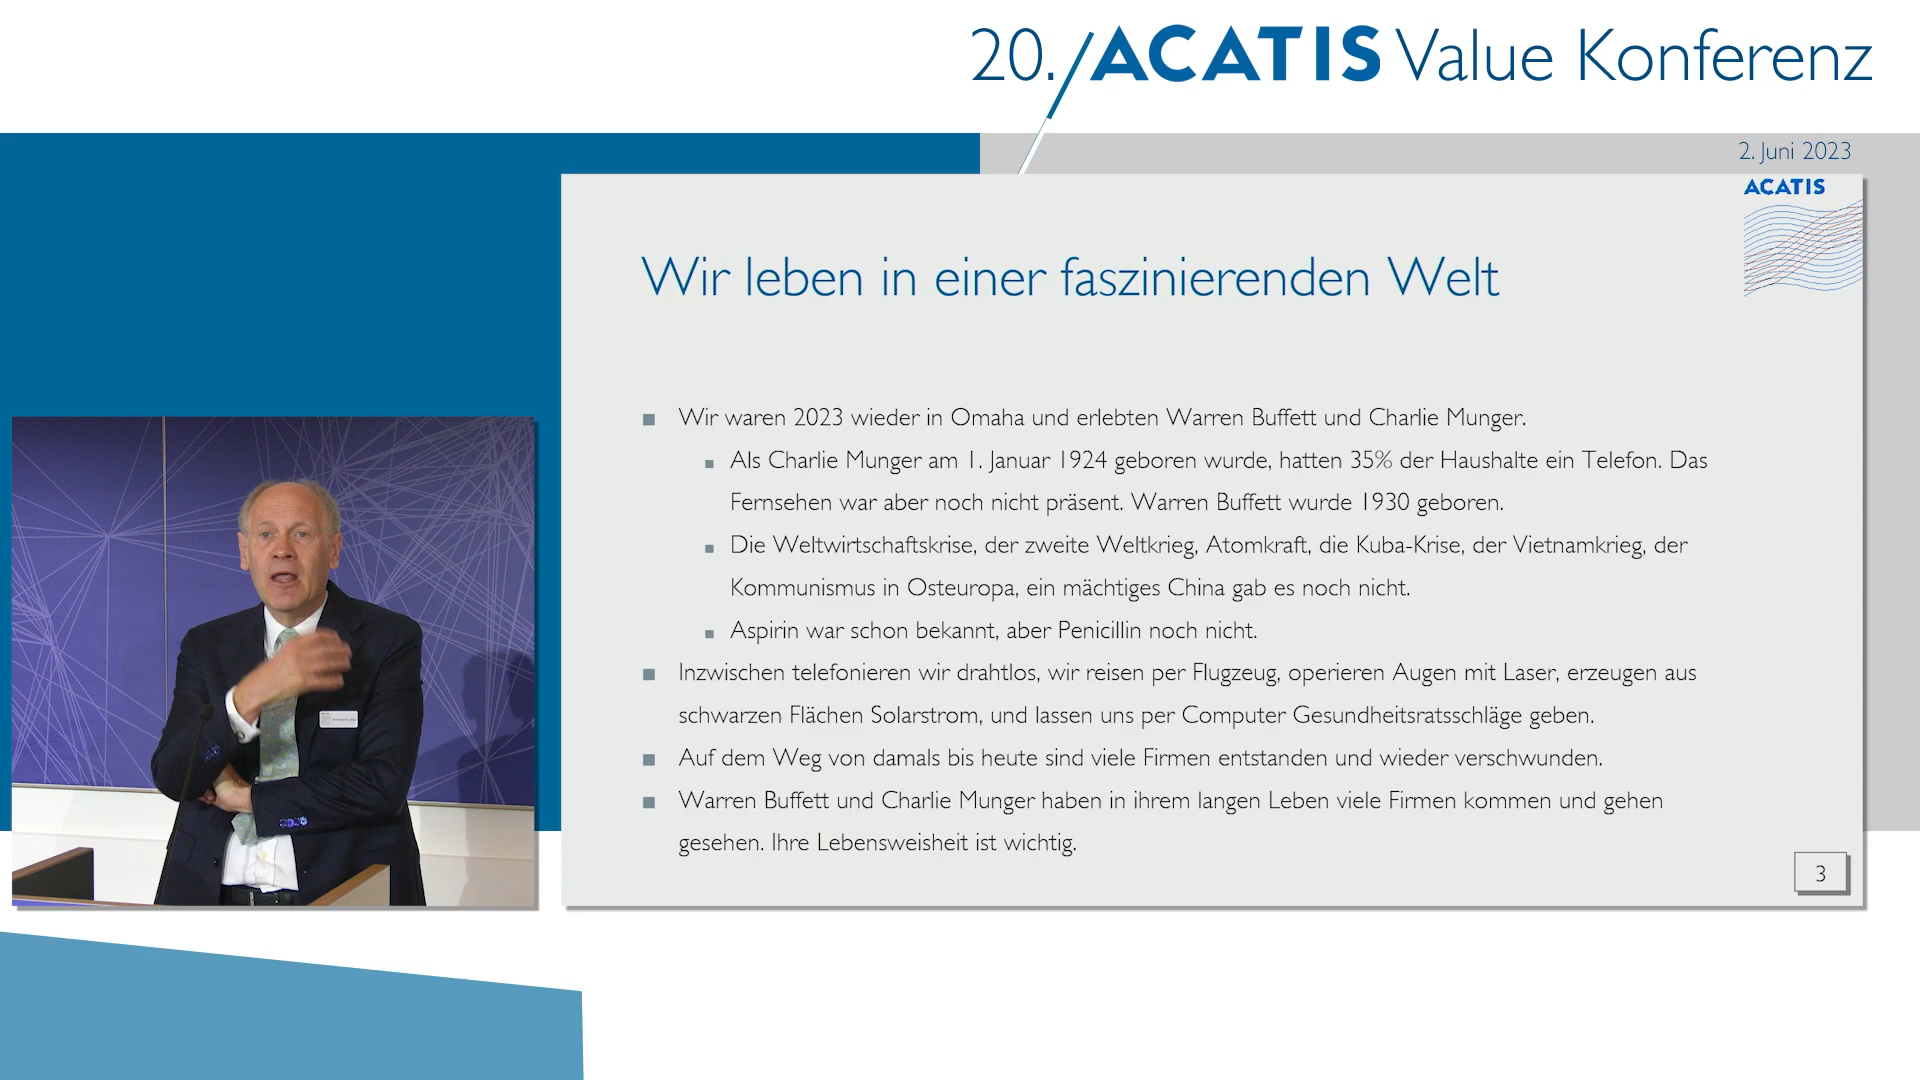 20. ACATIS Value Konferenz
2. Juni 2023
ACATIS
Wir leben in einer faszinierenden Welt
Wir waren 2023 wieder in Omaha und erlebten Warren Buffett und Charlie Munger.
Als Charlie Munger am 1. Januar 1924 geboren wurde, hatten 35% der Haushalte ein Telefon. Das
Fernsehen war aber noch nicht präsent. Warren Buffett wurde 1930 geboren.
Die Weltwirtschaftskrise, der zweite Weltkrieg, Atomkraft, die Kuba-Krise, der Vietnamkrieg, der
Kommunismus in Osteuropa, ein mächtiges China gab es noch nicht.
Aspirin war schon bekannt, aber Penicillin noch nicht.
Inzwischen telefonieren wir drahtlos, wir reisen per Flugzeug, operieren Augen mit Laser, erzeugen aus
schwarzen Flächen Solarstrom, und lassen uns per Computer Gesundheitsratsschläge geben.
Auf dem Weg von damals bis heute sind viele Firmen entstanden und wieder verschwunden.
Warren Buffett und Charlie Munger haben in ihrem langen Leben viele Firmen kommen und gehen
gesehen. Ihre Lebensweisheit ist wichtig.
3